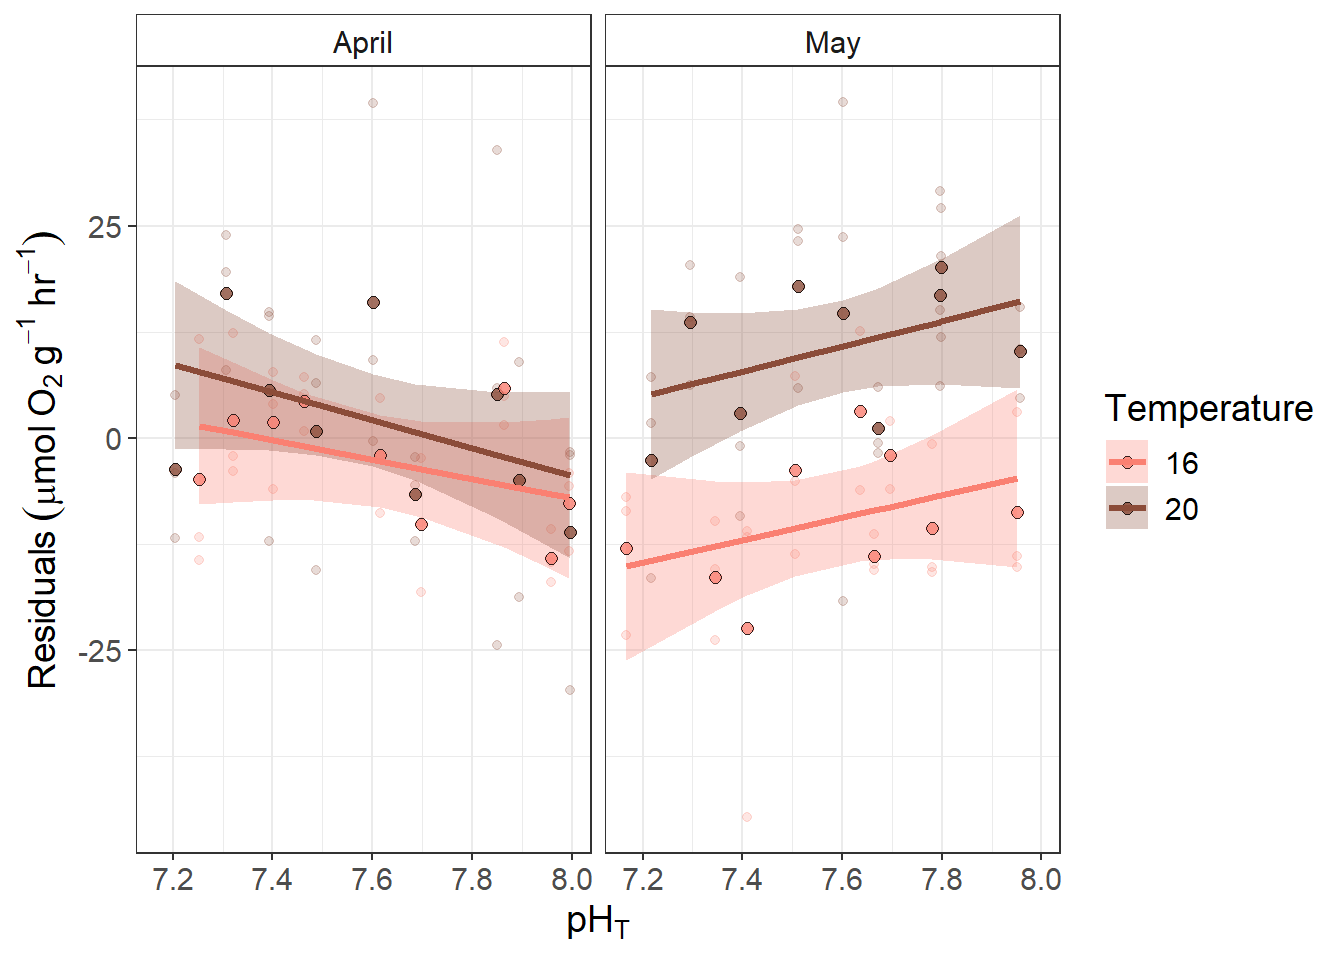 April May
Residuals (μmol O₂ g⁻¹ hr⁻¹)
25
0
-25
7.2 7.4 7.6 7.8 8.0 7.2 7.4 7.6 7.8 8.0
pH_T
Temperature
16
20